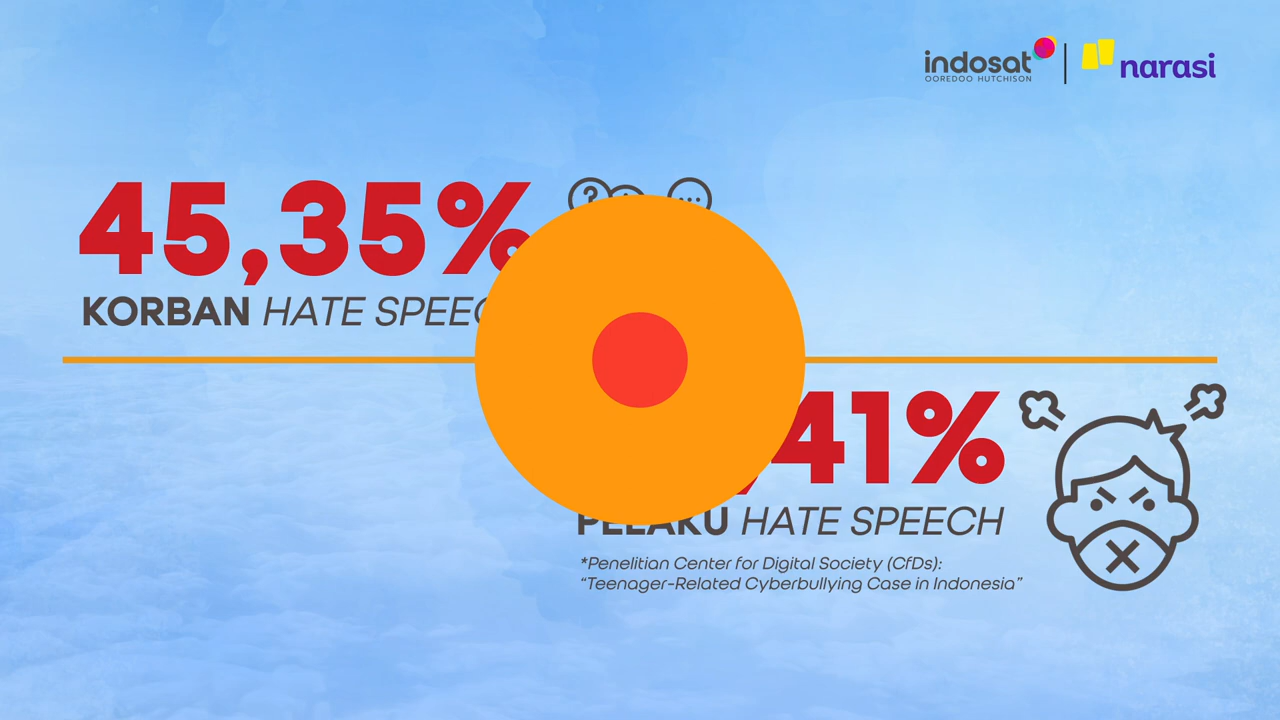 indosat
OOREDOO HUTCHISON
narasi
45,35%
KORBAN HATE
41%
PELAKU HATE SPEECH
*Penelitian Center for Digital Society (CfDs):
“Teenager-Related Cyberbullying Case in Indonesia”